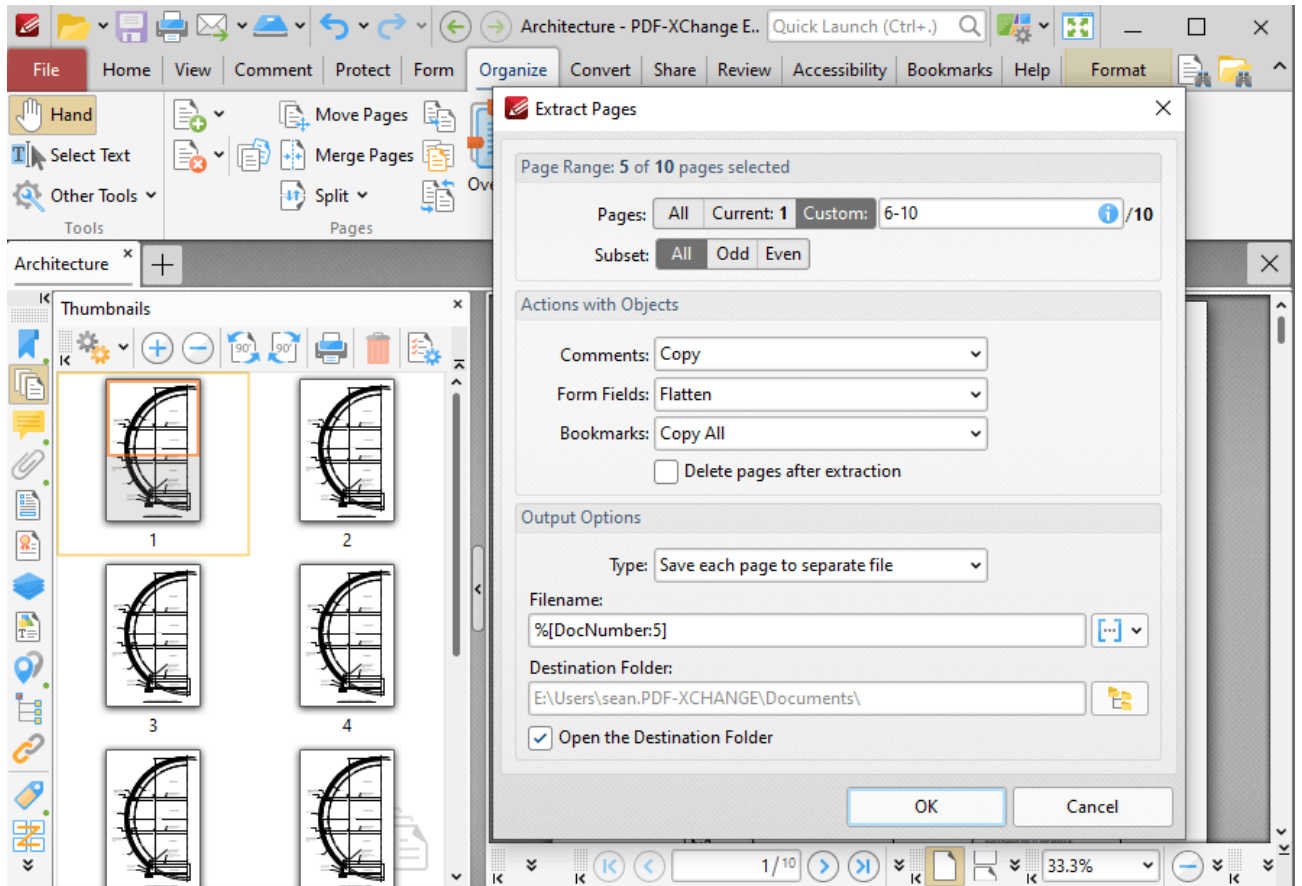 Architecture - PDF-XChange E.. Quick Launch (Ctrl+.)
File Home View Comment Protect Form Organize Convert Share Review Accessibility Bookmarks Help Format
Hand Move Pages
Select Text Merge Pages
Other Tools Split Ove
Tools Pages
Architecture
Thumbnails
90° 90°
1 2
3 4
Extract Pages
Page Range: 5 of 10 pages selected
Pages: All Current: 1 Custom: 6-10 /10
Subset: All Odd Even
Actions with Objects
Comments: Copy
Form Fields: Flatten
Bookmarks: Copy All
Delete pages after extraction
Output Options
Type: Save each page to separate file
Filename:
%[DocNumber:5]
Destination Folder:
E:\Users\sean.PDF-XCHANGE\Documents\
Open the Destination Folder
OK Cancel
1/10 33.3%